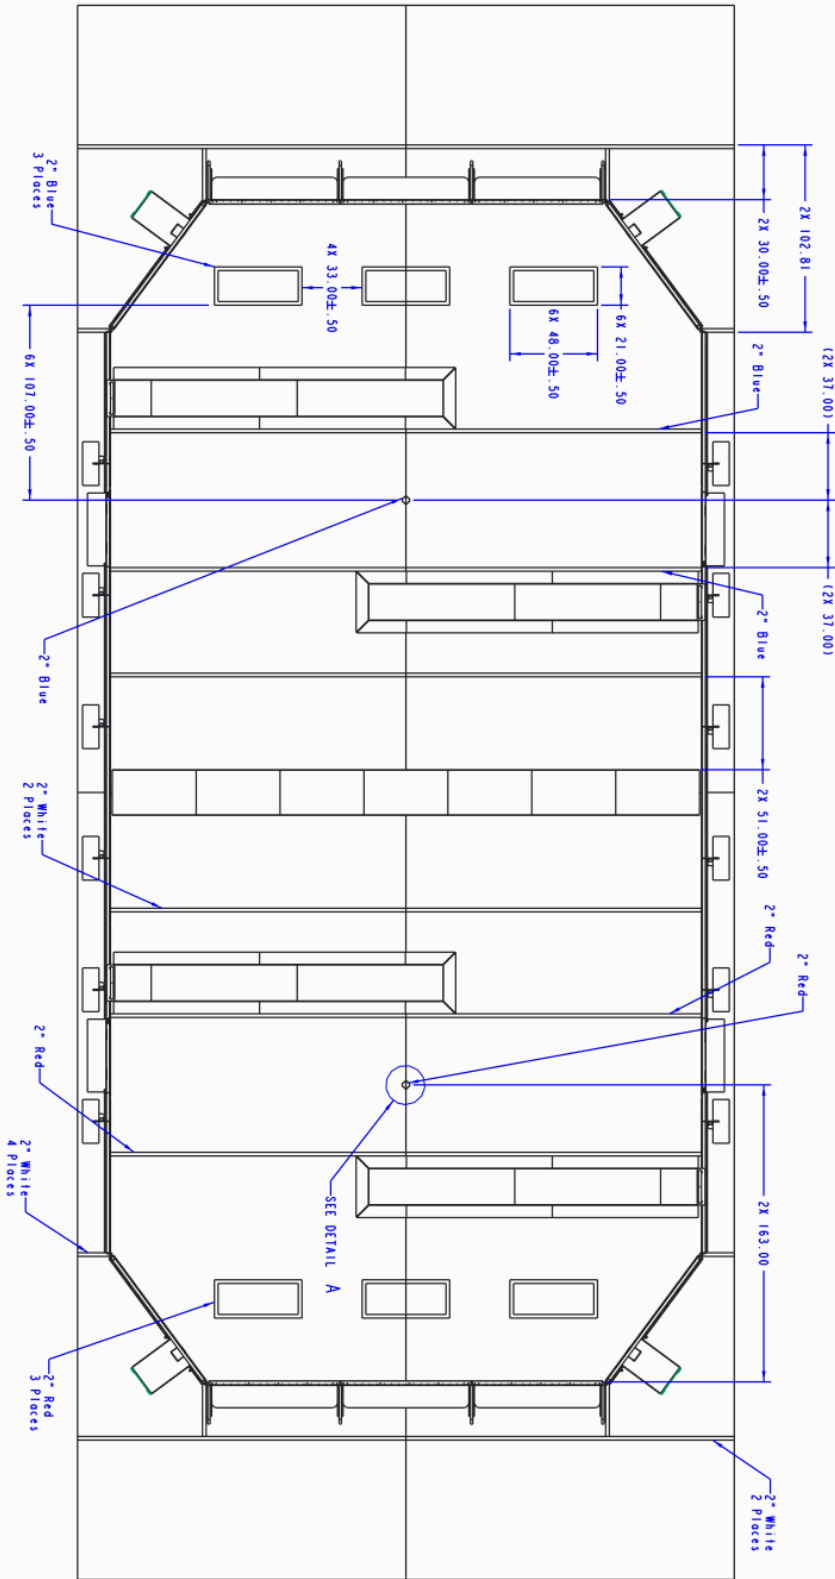 2X 102.81
2X 30.00±.50
2" Blue
3 Places
4X 33.00±.50
6X 21.00±.50
6X 48.00±.50
2" Blue
(2X 37.00)
6X 107.00±.50
(2X 37.00)
2" Blue
2" Blue
2X 51.00±.50
2" White
2 Places
2" Red
2" Red
2" Red
2" White
4 Places
SEE DETAIL A
2X 163.00
2" Red
3 Places
2" White
2 Places